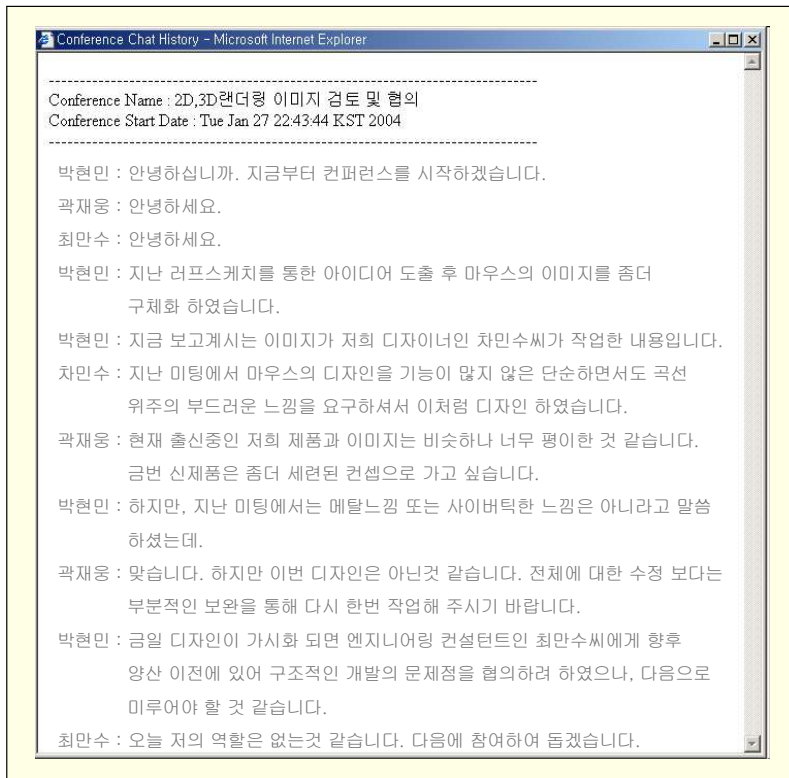 Conference Chat History - Microsoft Internet Explorer
Conference Name : 2D,3D랜더링 이미지 검토 및 협의
Conference Start Date : Tue Jan 27 22:43:44 KST 2004
박현민 : 안녕하십니까. 지금부터 컨퍼런스를 시작하겠습니다.
곽재웅 : 안녕하세요.
최만수 : 안녕하세요.
박현민 : 지난 러프스케치를 통한 아이디어 도출 후 마우스의 이미지를 좀더
구체화 하였습니다.
박현민 : 지금 보고계시는 이미지가 저희 디자이너인 차민수씨가 작업한 내용입니다.
차민수 : 지난 미팅에서 마우스의 디자인을 기능이 많지 않은 단순하면서도 곡선
위주의 부드러운 느낌을 요구하셔서 이처럼 디자인 하였습니다.
곽재웅 : 현재 출신중인 저희 제품과 이미지는 비슷하나 너무 평이한 것 같습니다.
금번 신제품은 좀더 세련된 컨셉으로 가고 싶습니다.
박현민 : 하지만, 지난 미팅에서는 메탈느낌 또는 사이버틱한 느낌은 아니라고 말씀
하셨는데.
곽재웅 : 맞습니다. 하지만 이번 디자인은 아닌것 같습니다. 전체에 대한 수정 보다는
부분적인 보완을 통해 다시 한번 작업해 주시기 바랍니다.
박현민 : 금일 디자인이 가시화 되면 엔지니어링 컨설턴트인 최만수씨에게 향후
양산 이전에 있어 구조적인 개발의 문제점을 협의하려 하였으나, 다음으로
미루어야 할 것 같습니다.
최만수 : 오늘 저의 역할은 없는것 같습니다. 다음에 참여하여 돕겠습니다.